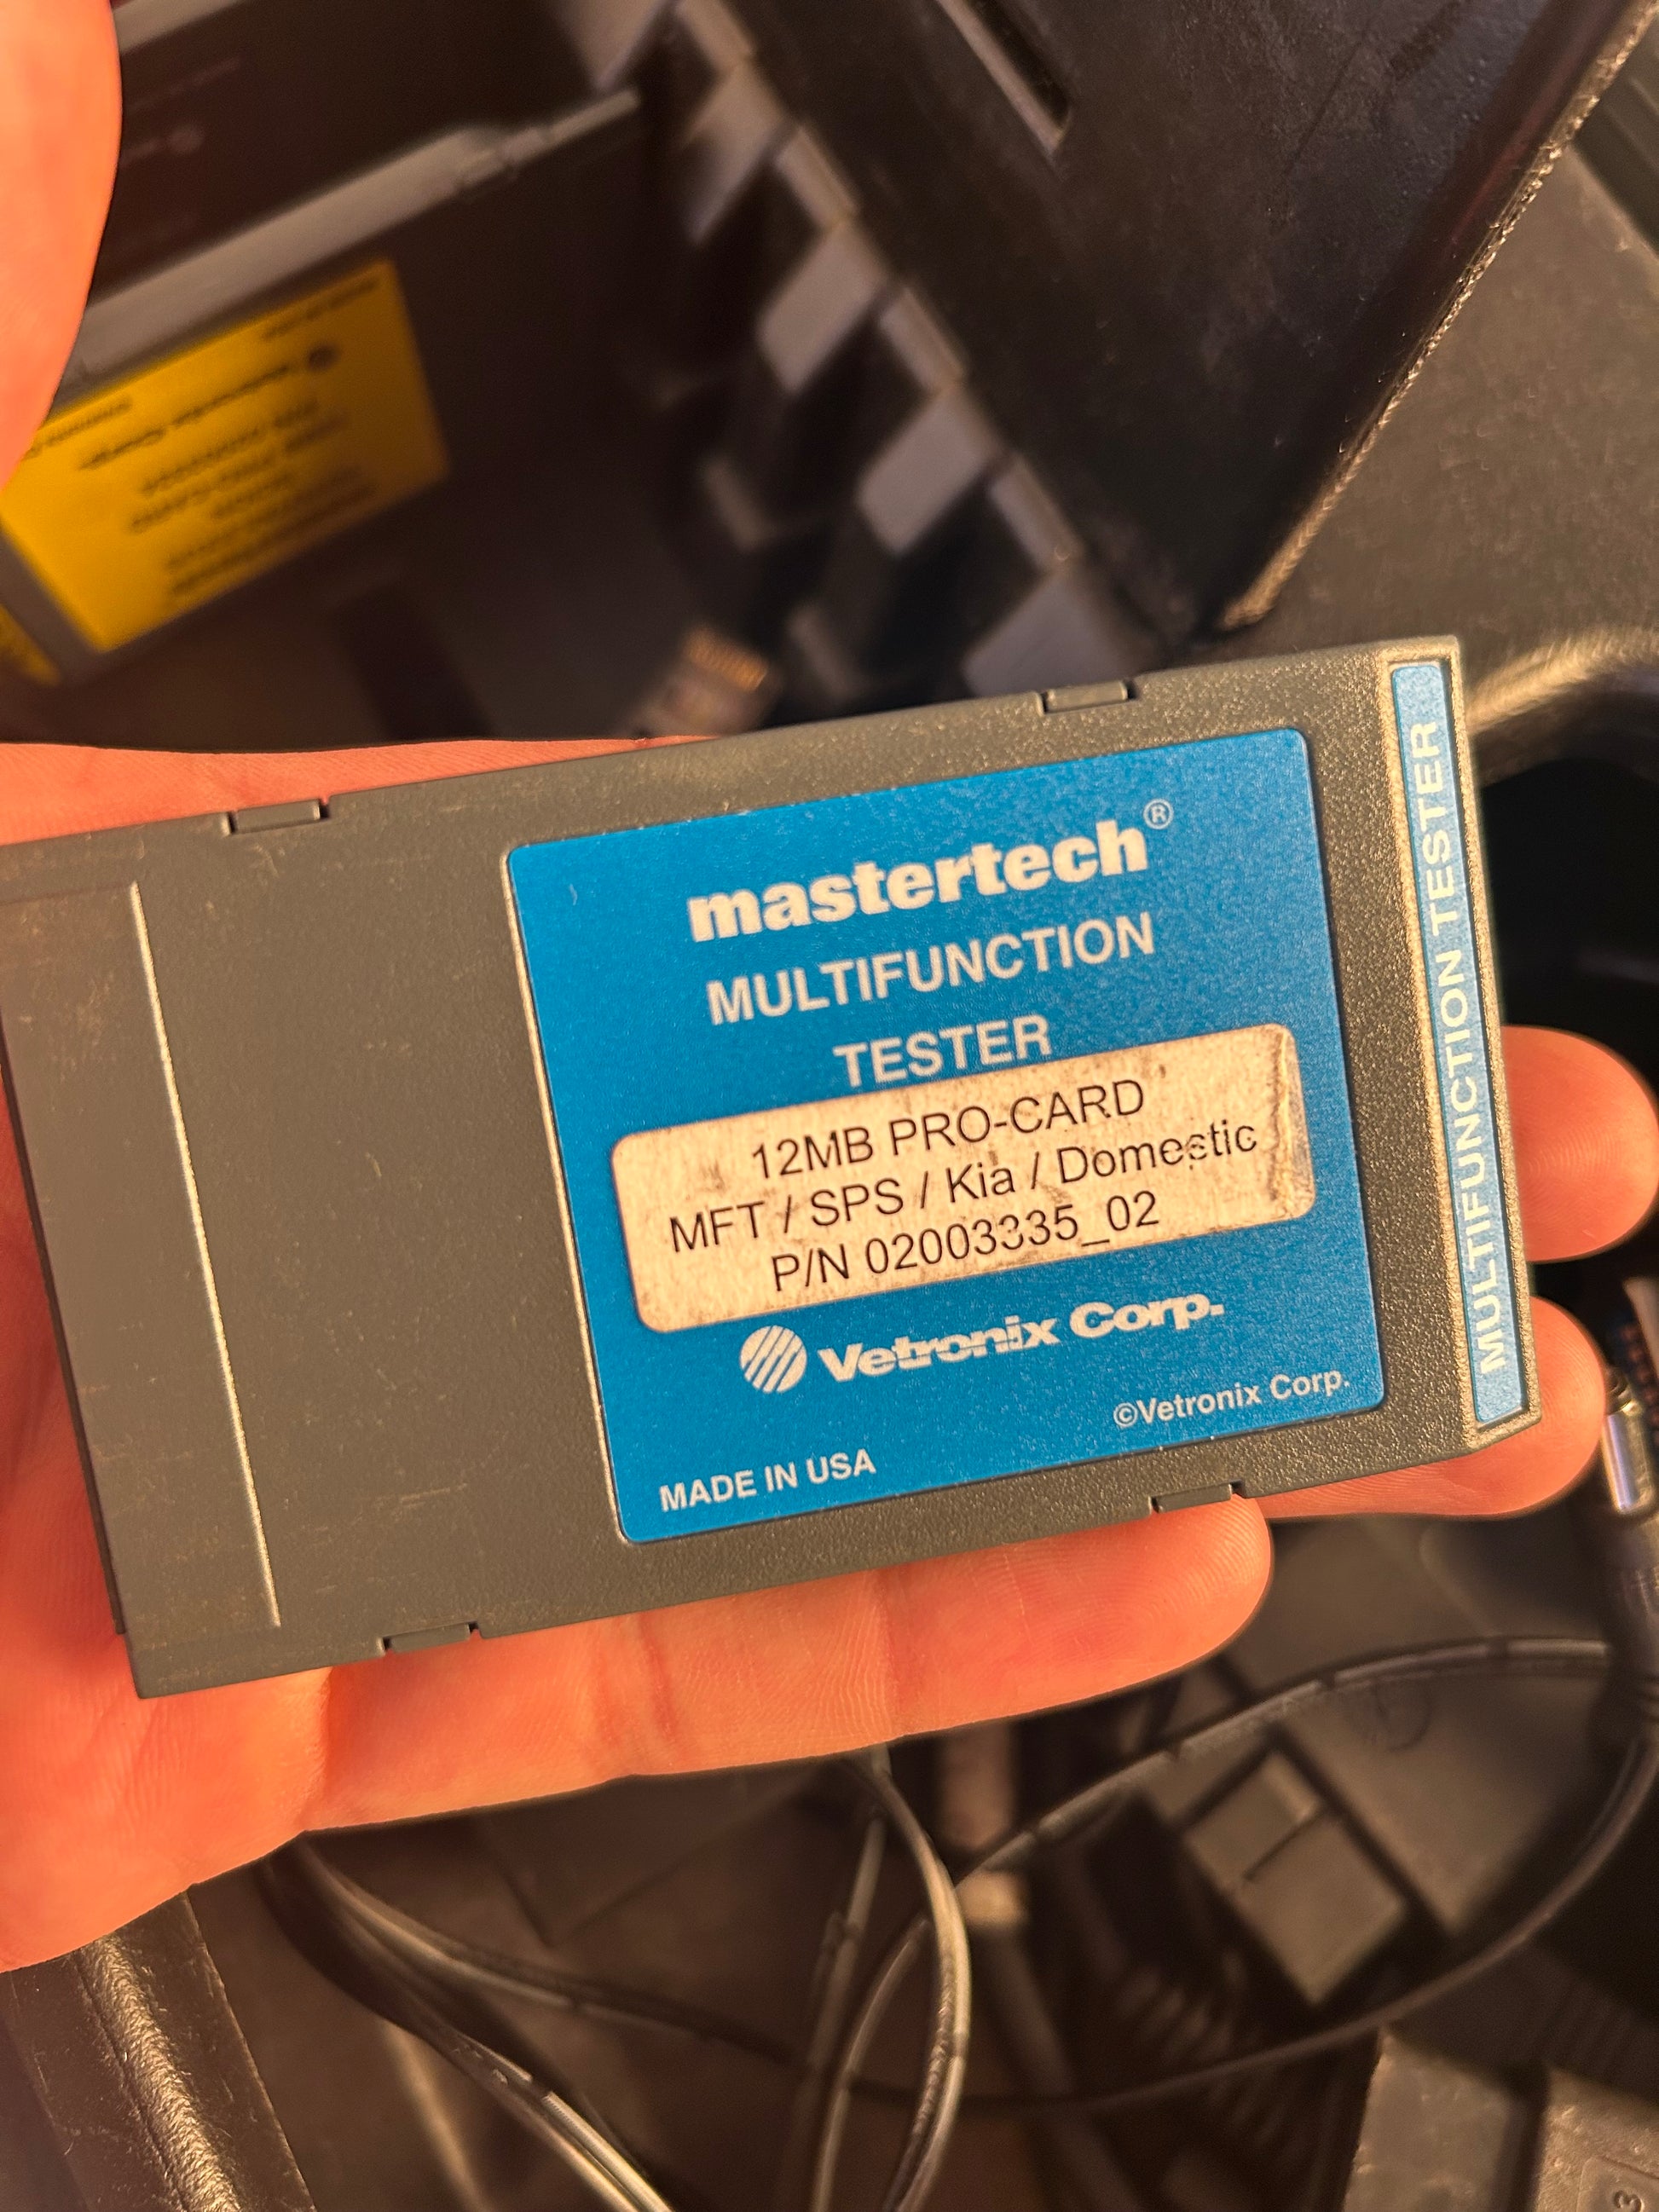 mastertech®
MULTIFUNCTION
TESTER
12MB PRO-CARD
MFT / SPS / Kia / Domestic
P/N 02003335_02
Vetronix Corp.
©Vetronix Corp.
MADE IN USA
MULTIFUNCTION TESTER